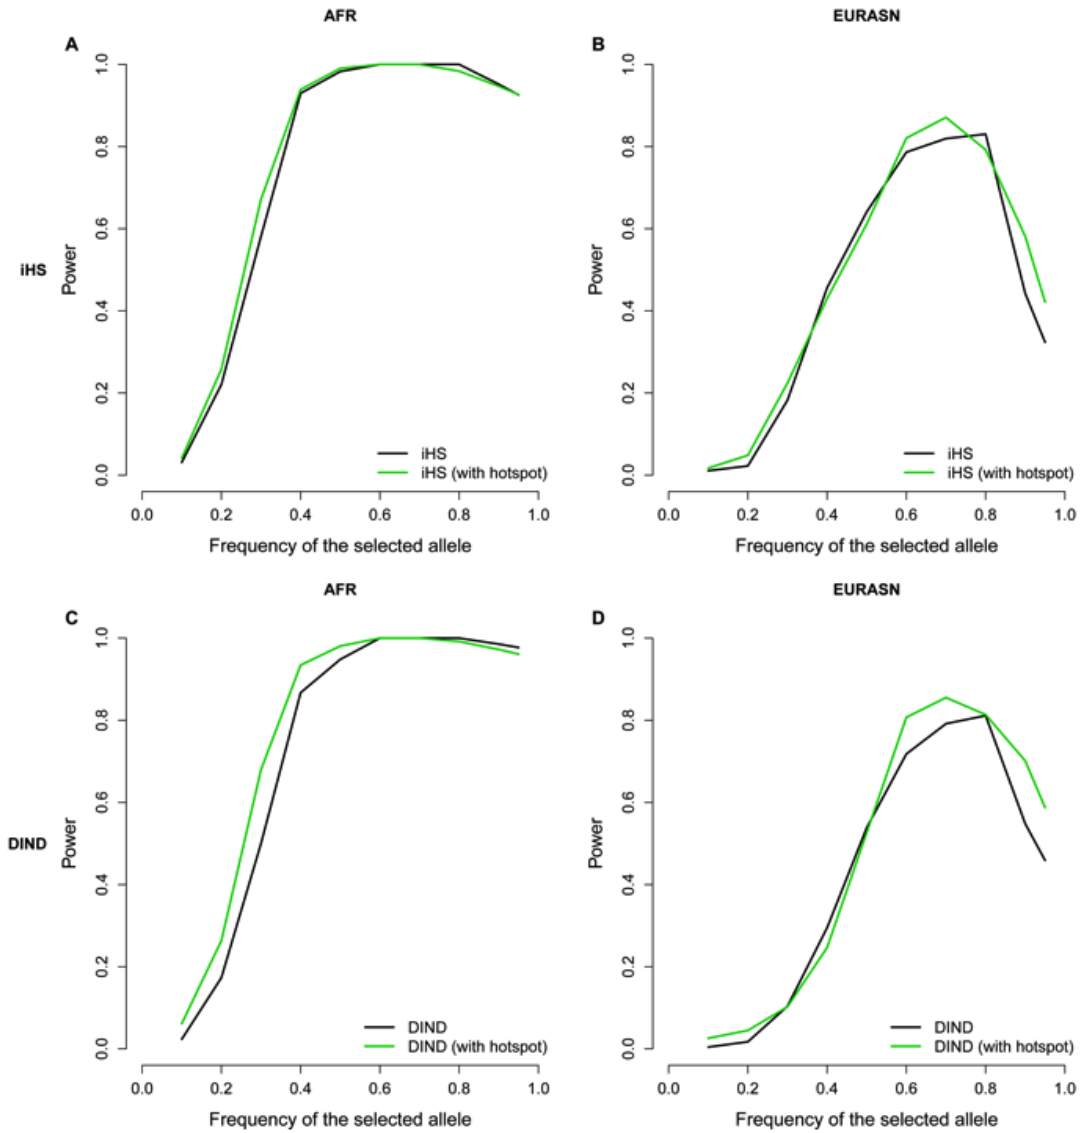 AFR
EURASN
A
B
1.0
0.8
0.6
0.4
0.2
0.0
Power
iHS
iHS
iHS (with hotspot)
0.0 0.2 0.4 0.6 0.8 1.0
Frequency of the selected allele
1.0
0.8
0.6
0.4
0.2
0.0
Power
iHS
iHS (with hotspot)
0.0 0.2 0.4 0.6 0.8 1.0
Frequency of the selected allele
AFR
EURASN
C
D
1.0
0.8
0.6
0.4
0.2
0.0
Power
DIND
DIND
DIND (with hotspot)
0.0 0.2 0.4 0.6 0.8 1.0
Frequency of the selected allele
1.0
0.8
0.6
0.4
0.2
0.0
Power
DIND
DIND (with hotspot)
0.0 0.2 0.4 0.6 0.8 1.0
Frequency of the selected allele